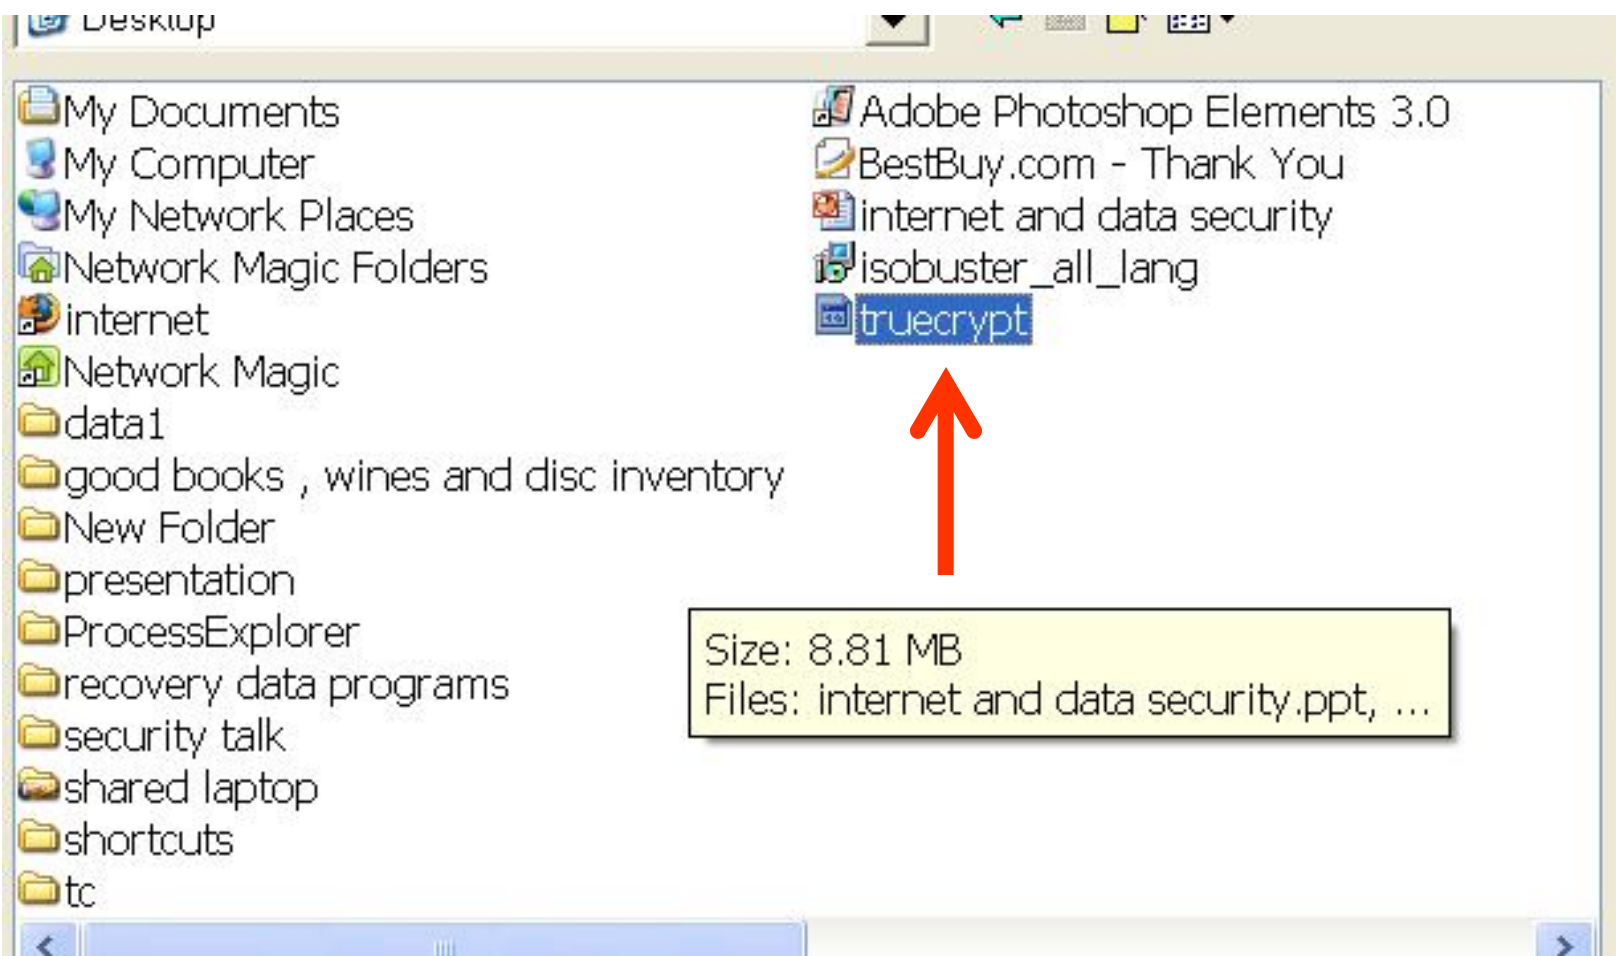 Desktop
My Documents
My Computer
My Network Places
Network Magic Folders
internet
Network Magic
data1
good books , wines and disc inventory
New Folder
presentation
ProcessExplorer
recovery data programs
security talk
shared laptop
shortcuts
tc
Adobe Photoshop Elements 3.0
BestBuy.com - Thank You
internet and data security
isobuster_all_lang
truecrypt
Size: 8.81 MB
Files: internet and data security.ppt, ...